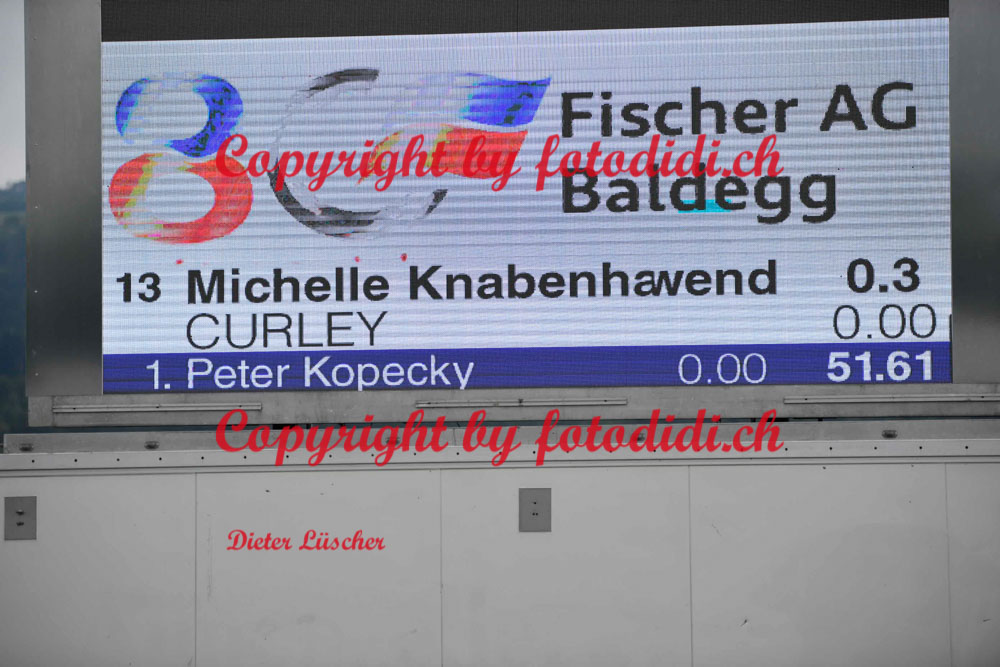 Fischer AG
Copyright by fotodidi.ch
Baldegg
13 Michelle Knabenhawend 0.3
CURLEY 0.00
1. Peter Kopecky 0.00 51.61
Copyright by fotodidi.ch
Dieter Lüscher